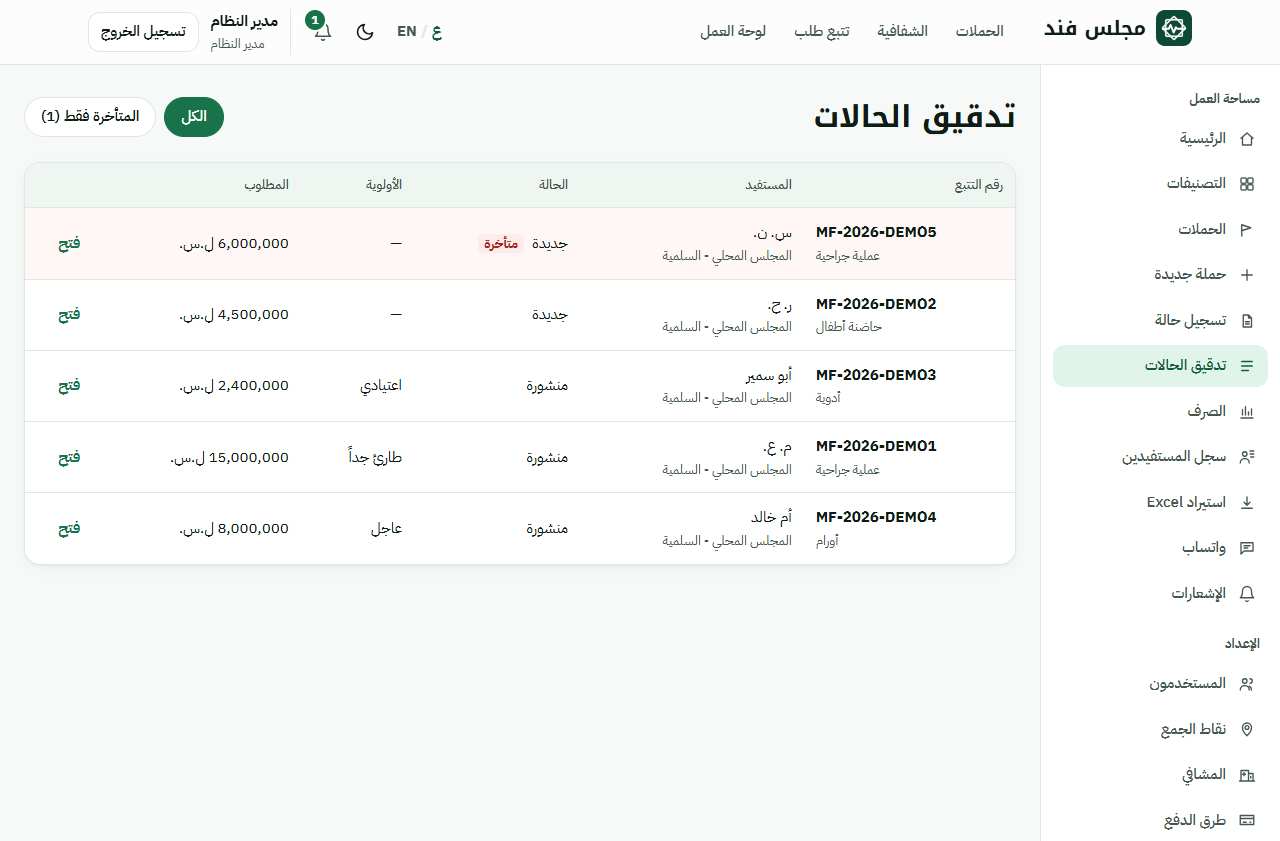 مجلس فند
الحملات
الشفافية
تتبع طلب
لوحة العمل
ع / EN
1
مدير النظام
مدير النظام
تسجيل الخروج
مساحة العمل
الرئيسية
التصنيفات
الحملات
حملة جديدة
تسجيل حالة
تدقيق الحالات
الصرف
سجل المستفيدين
استيراد Excel
واتساب
الإشعارات
الإعداد
المستخدمون
نقاط الجمع
المشافي
طرق الدفع
تدقيق الحالات
الكل
المتأخرة فقط (1)
رقم التتبع المستفيد الحالة الأولوية المطلوب
MF-2026-DEMO5 س. ن. جديدة متأخرة — 6,000,000 ل.س. فتح
عملية جراحية المجلس المحلي - السلمية
MF-2026-DEMO2 ر. ح. جديدة — 4,500,000 ل.س. فتح
حاضنة أطفال المجلس المحلي - السلمية
MF-2026-DEMO3 أبو سمير منشورة اعتيادي 2,400,000 ل.س. فتح
أدوية المجلس المحلي - السلمية
MF-2026-DEMO1 م. ع. منشورة طارئ جداً 15,000,000 ل.س. فتح
عملية جراحية المجلس المحلي - السلمية
MF-2026-DEMO4 أم خالد منشورة عاجل 8,000,000 ل.س. فتح
أورام المجلس المحلي - السلمية